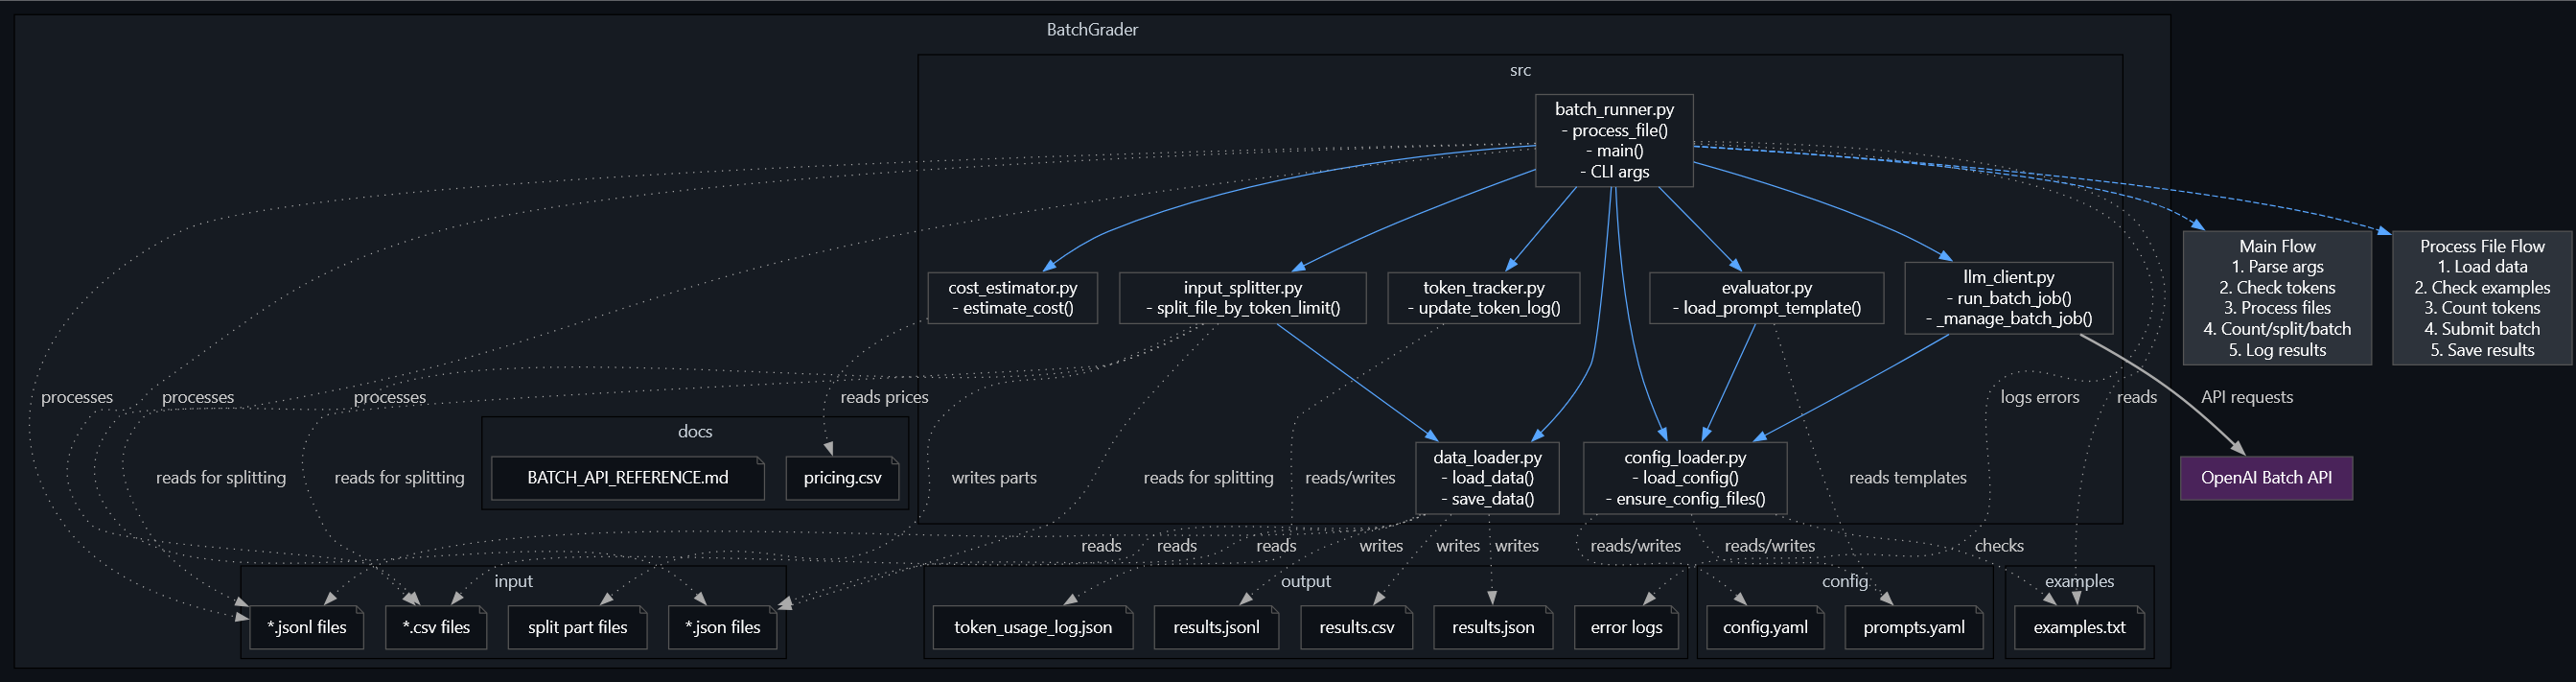 BatchGrader
src
batch_runner.py
- process_file()
- main()
- CLI args
cost_estimator.py
- estimate_cost()
input_splitter.py
- split_file_by_token_limit()
token_tracker.py
- update_token_log()
evaluator.py
- load_prompt_template()
llm_client.py
- run_batch_job()
- _manage_batch_job()
Main Flow
1. Parse args
2. Check tokens
3. Process files
4. Count/split/batch
5. Log results
Process File Flow
1. Load data
2. Check examples
3. Count tokens
4. Submit batch
5. Save results
processes
processes
processes
reads prices
logs errors
reads
API requests
docs
BATCH_API_REFERENCE.md
pricing.csv
reads for splitting
reads for splitting
writes parts
reads for splitting
reads/writes
data_loader.py
- load_data()
- save_data()
config_loader.py
- load_config()
- ensure_config_files()
reads templates
OpenAI Batch API
reads
reads
reads
writes
writes
writes
reads/writes
reads/writes
checks
input
*.jsonl files
*.csv files
split part files
*.json files
output
token_usage_log.json
results.jsonl
results.csv
results.json
error logs
config
config.yaml
prompts.yaml
examples
examples.txt